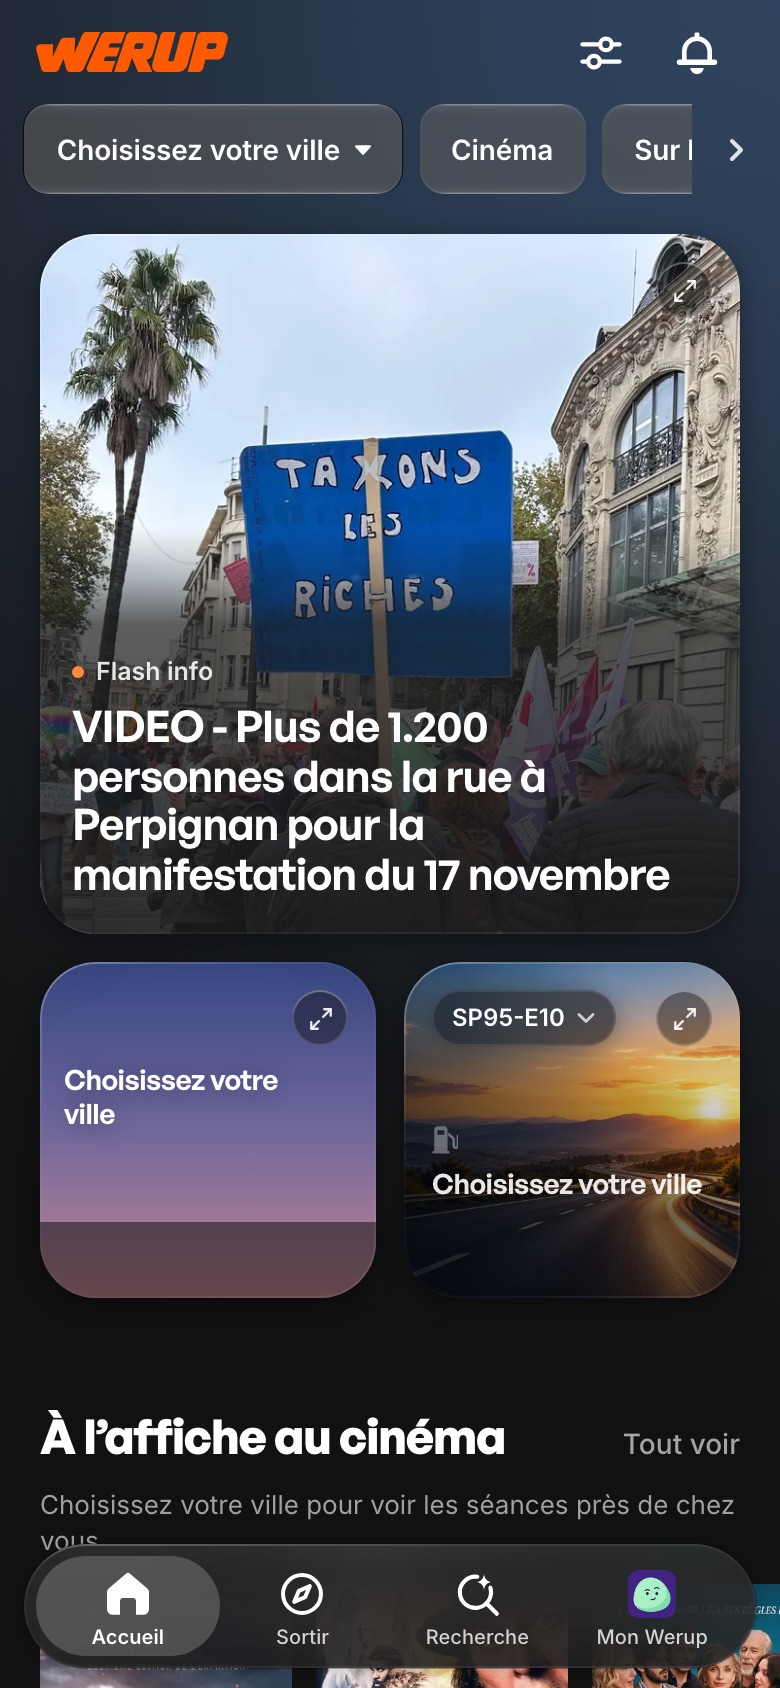 WERUP
Choisissez votre ville
Cinéma
Sur
TAXONS
LES
RICHES
%
Flash info
VIDEO - Plus de 1.200
personnes dans la rue à
Perpignan pour la
manifestation du 17 novembre
Choisissez votre
ville
SP95-E10
Choisissez votre ville
À l’affiche au cinéma
Tout voir
Choisissez votre ville pour voir les séances près de chez
vous
Accueil
Sortir
Recherche
Mon Werup